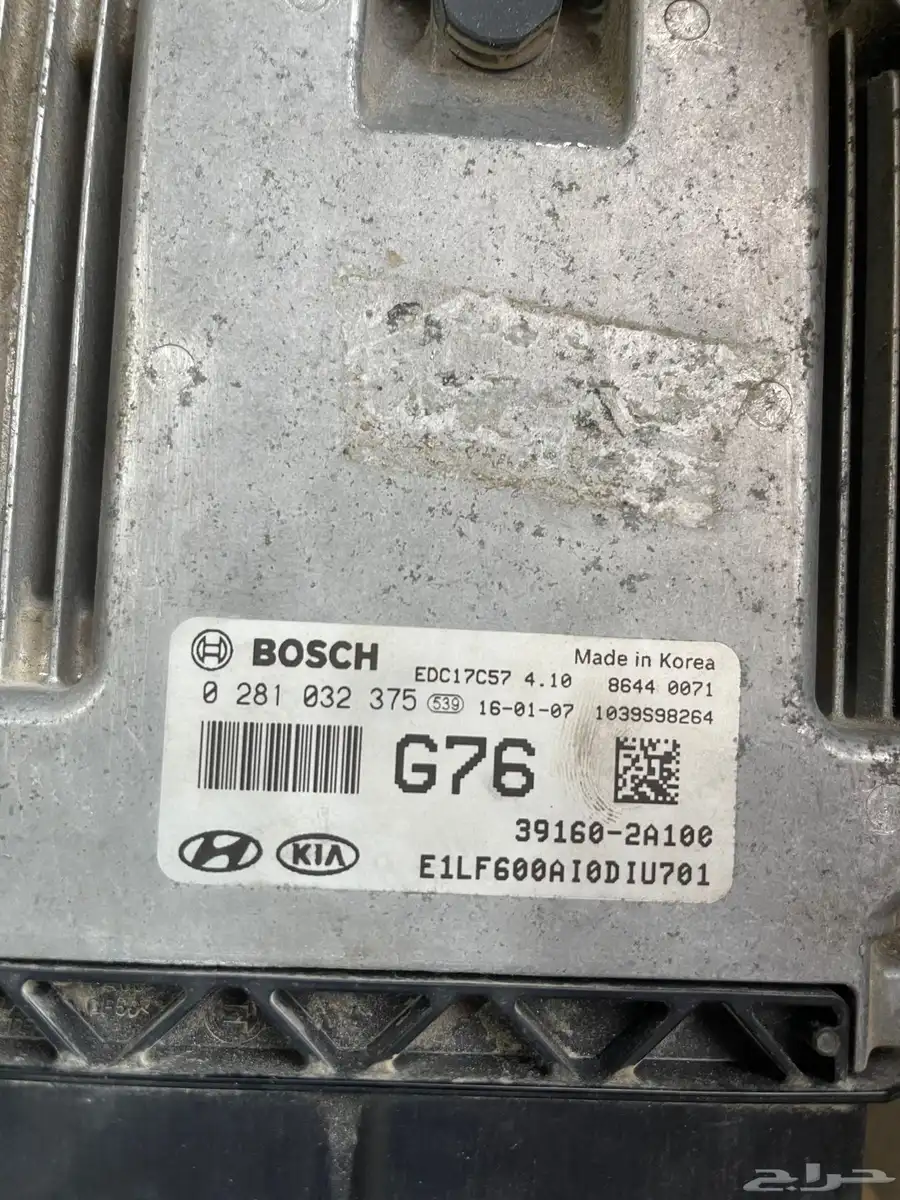 BOSCH
Made in Korea
EDC17C57 4.10 8644 0071
0 281 032 375 539 16-01-07 1039S98264
G76
39160-2A100
KIA E1LF600AI0DIU701
حراج